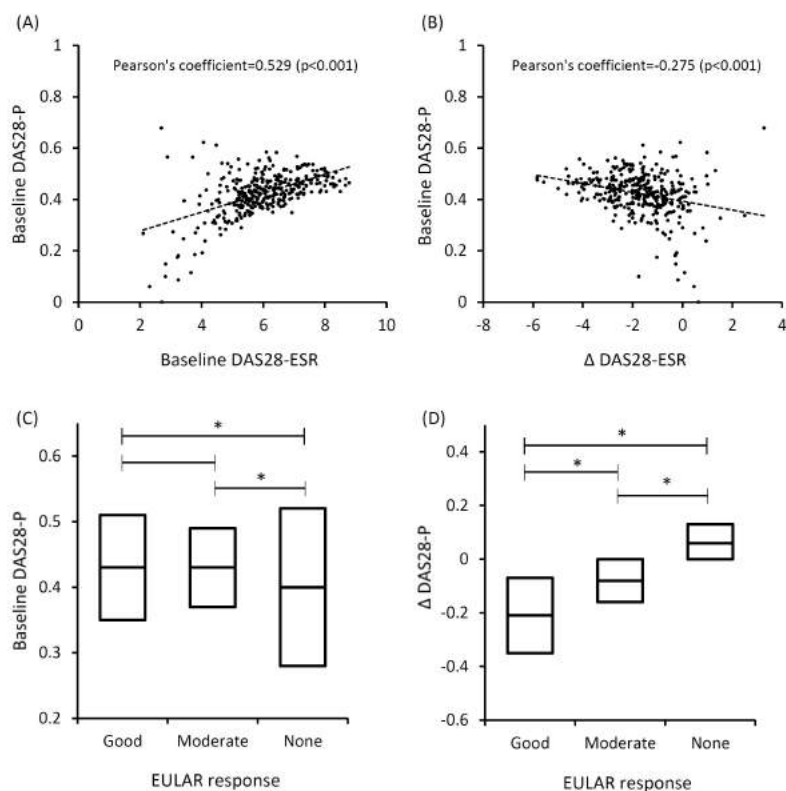 (A)
Pearson's coefficient=0.529 (p<0.001)
Baseline DAS28-P
1
0.8
0.6
0.4
0.2
0
0 2 4 6 8 10
Baseline DAS28-ESR
(B)
Pearson's coefficient=-0.275 (p<0.001)
Baseline DAS28-P
1
0.8
0.6
0.4
0.2
0
-8 -6 -4 -2 0 2 4
Δ DAS28-ESR
(C)
*
*
Baseline DAS28-P
0.6
0.5
0.4
0.3
0.2
Good Moderate None
EULAR response
(D)
*
*
*
Δ DAS28-P
0.4
0.2
0
-0.2
-0.4
-0.6
Good Moderate None
EULAR response